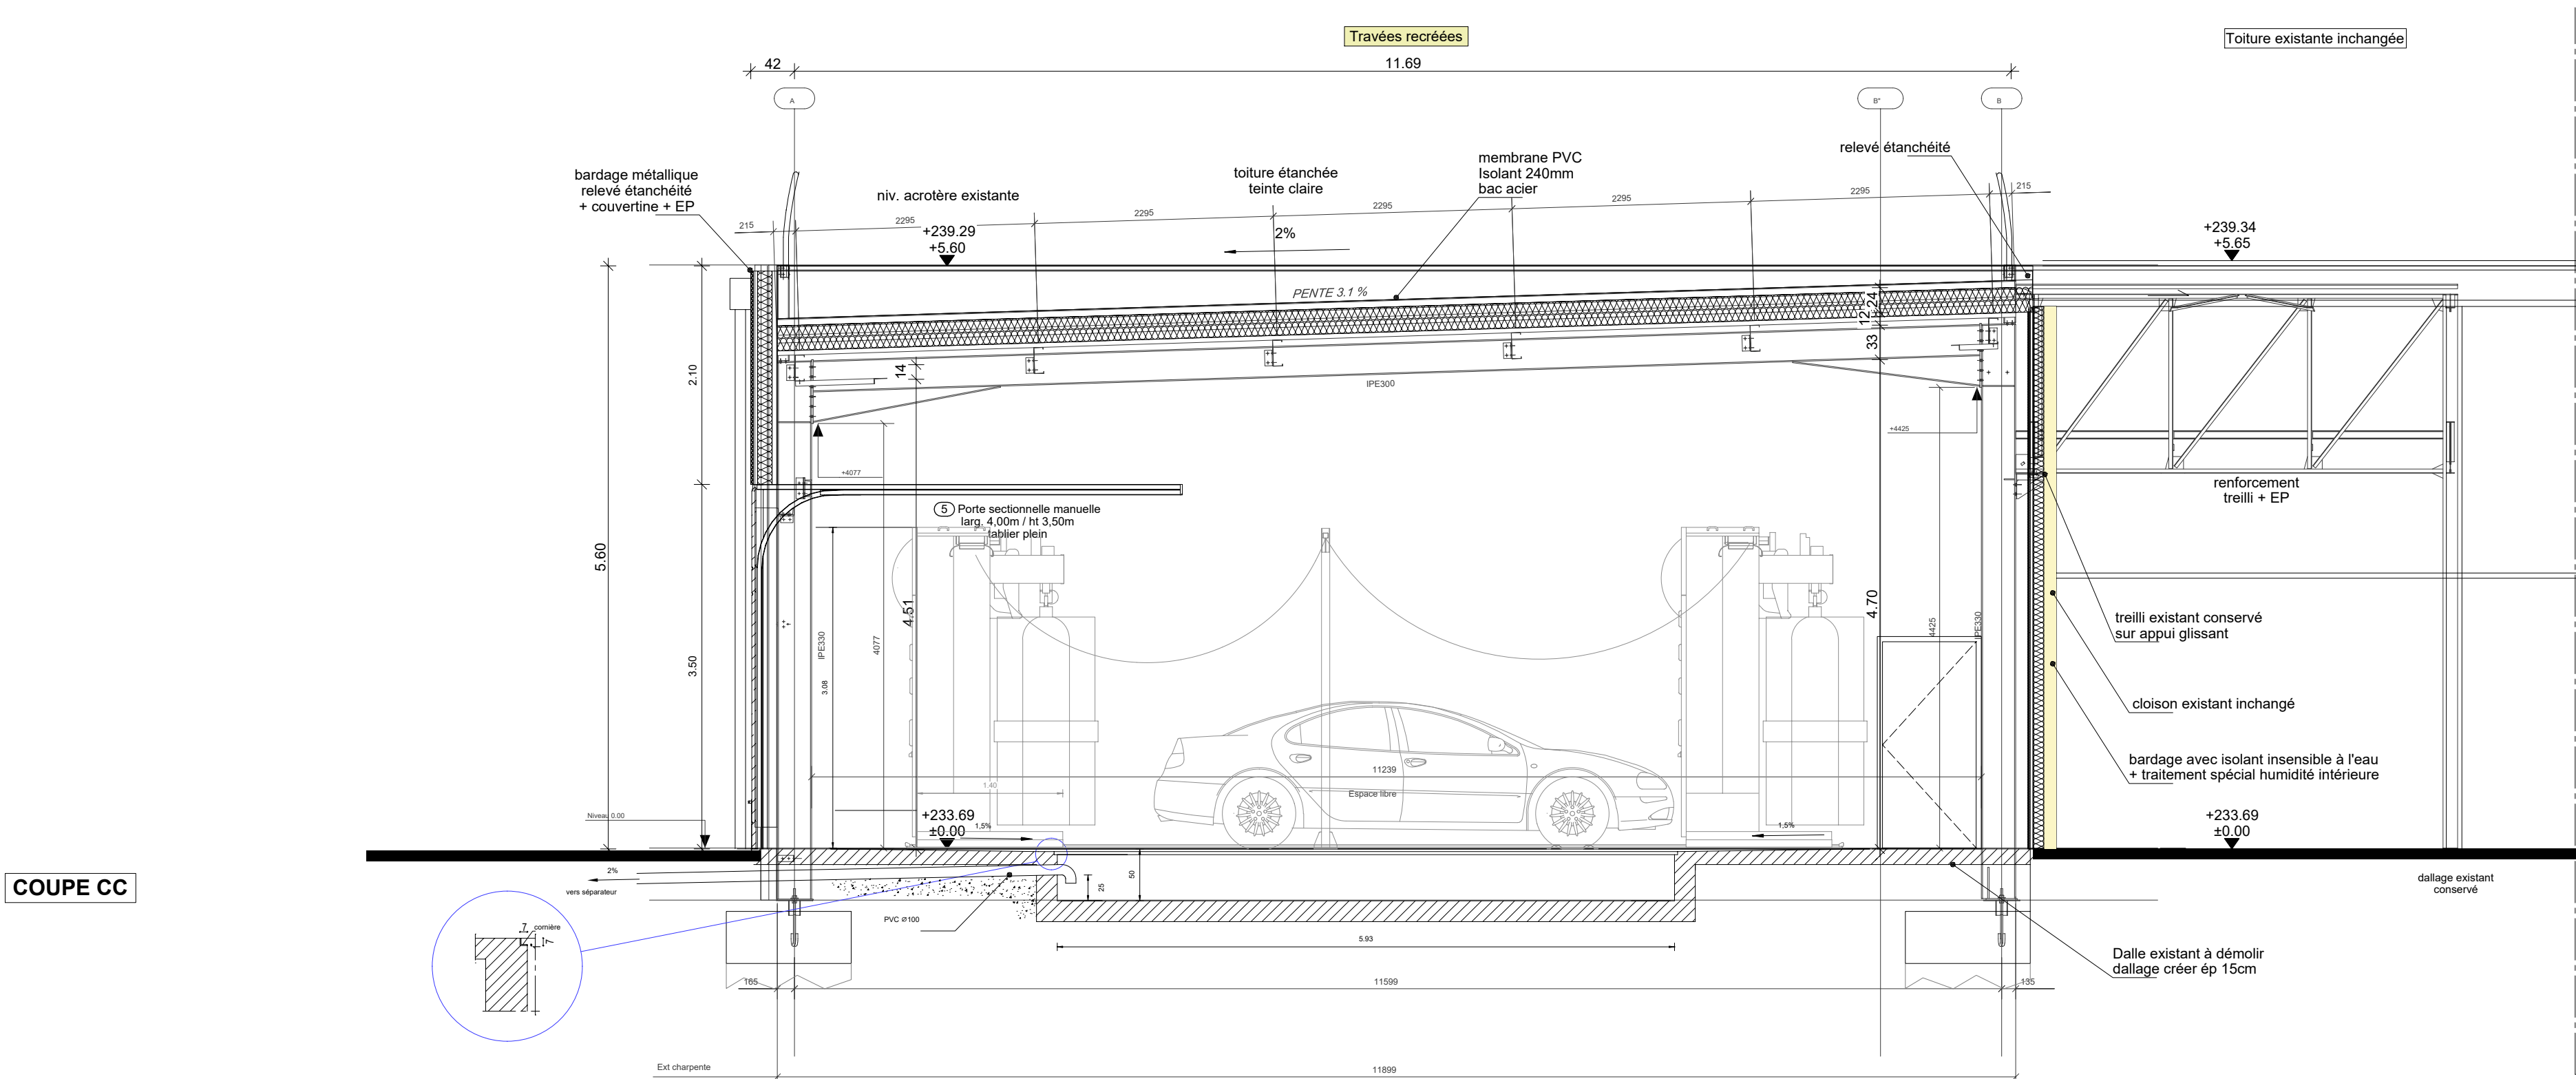 Travées recréées
Toiture existante inchangée
42
11.69
A
B"
B
bardage métallique
relevé étanchéité
+ couvertine + EP
niv. acrotère existante
toiture étanchée
teinte claire
membrane PVC
Isolant 240mm
bac acier
relevé étanchéité
215
2295
2295
2295
2295
2295
215
+239.29
+5.60
2%
+239.34
+5.65
PENTE 3.1 %
24
12
33
14
2.10
IPE300
+4425
+4077
5 Porte sectionnelle manuelle
larg. 4,00m / ht 3,50m
tablier plein
renforcement
treilli + EP
5.60
3.50
IPE330
3.08
4077
4.51
4.70
4425
IPE330
treilli existant conservé
sur appui glissant
cloison existant inchangé
bardage avec isolant insensible à l'eau
+ traitement spécial humidité intérieure
11239
1.40
Espace libre
Niveau 0.00
+233.69
±0.00
1,5%
1,5%
+233.69
±0.00
COUPE CC
2%
vers séparateur
25
50
PVC Ø100
dallage existant
conservé
7
cornière
7
5.93
Dalle existant à démolir
dallage créer ép 15cm
165
11599
135
Ext charpente
11899